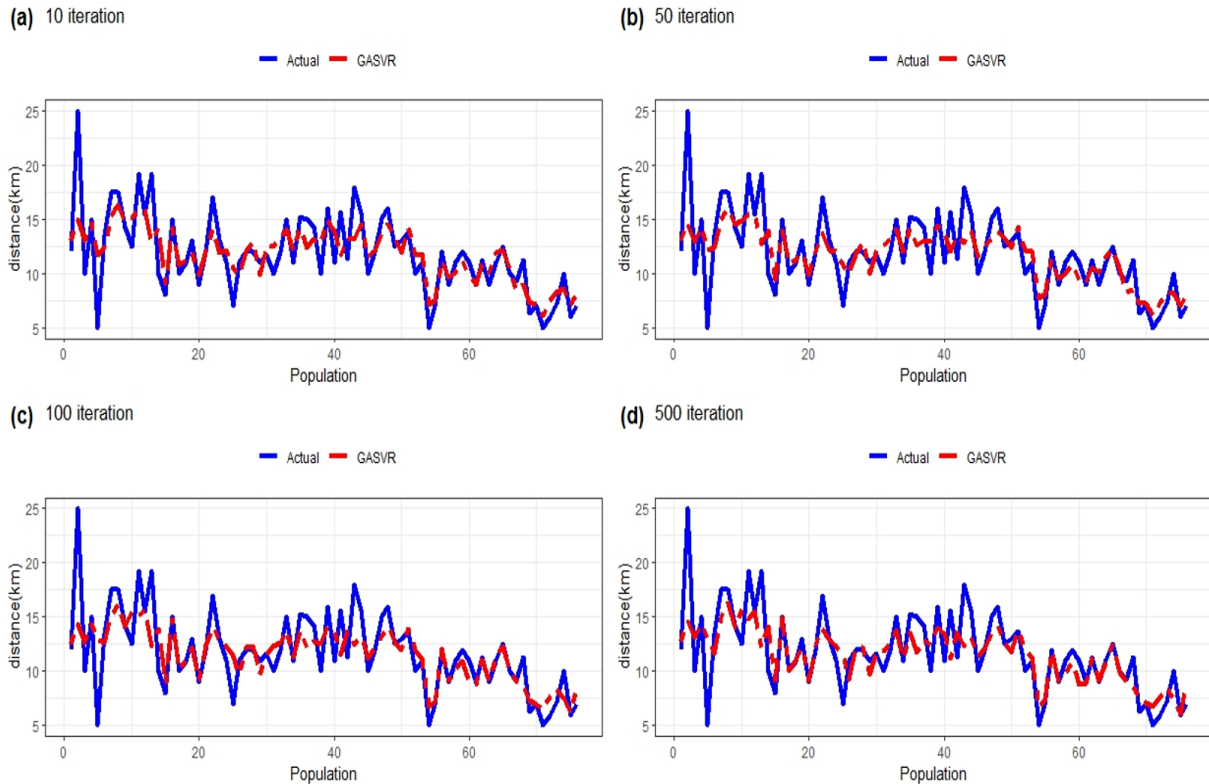 (a) 10 iteration
Actual GASVR
distance(km)
25
20
15
10
5
0 20 40 60
Population
(b) 50 iteration
Actual GASVR
distance(km)
25
20
15
10
5
0 20 40 60
Population
(c) 100 iteration
Actual GASVR
distance(km)
25
20
15
10
5
0 20 40 60
Population
(d) 500 iteration
Actual GASVR
distance(km)
25
20
15
10
5
0 20 40 60
Population